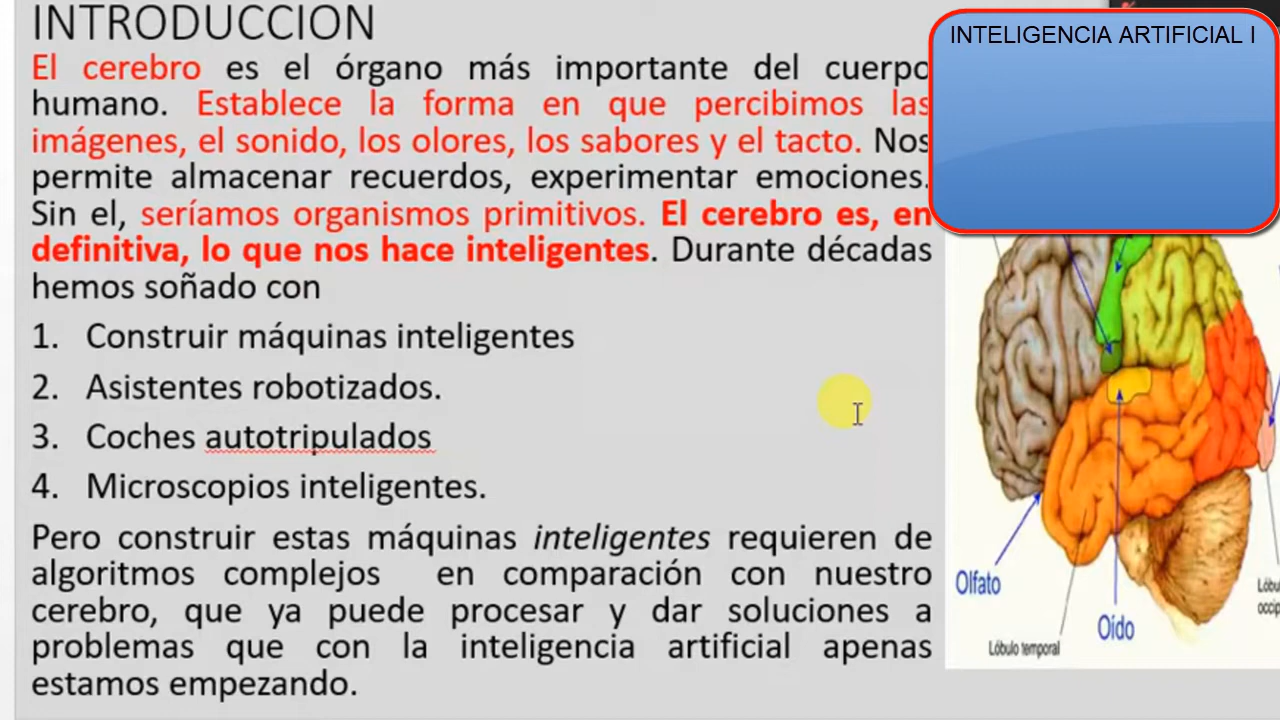 INTRODUCCION
INTELIGENCIA ARTIFICIAL I
El cerebro es el órgano más importante del cuerpo
humano. Establece la forma en que percibimos las
imágenes, el sonido, los olores, los sabores y el tacto. Nos
permite almacenar recuerdos, experimentar emociones.
Sin el, seríamos organismos primitivos. El cerebro es, en
definitiva, lo que nos hace inteligentes. Durante décadas
hemos soñado con
1. Construir máquinas inteligentes
2. Asistentes robotizados.
3. Coches autotripulados
4. Microscopios inteligentes.
Pero construir estas máquinas inteligentes requieren de
algoritmos complejos en comparación con nuestro
cerebro, que ya puede procesar y dar soluciones a
problemas que con la inteligencia artificial apenas
estamos empezando.
Olfato
Oído
Lóbulo temporal